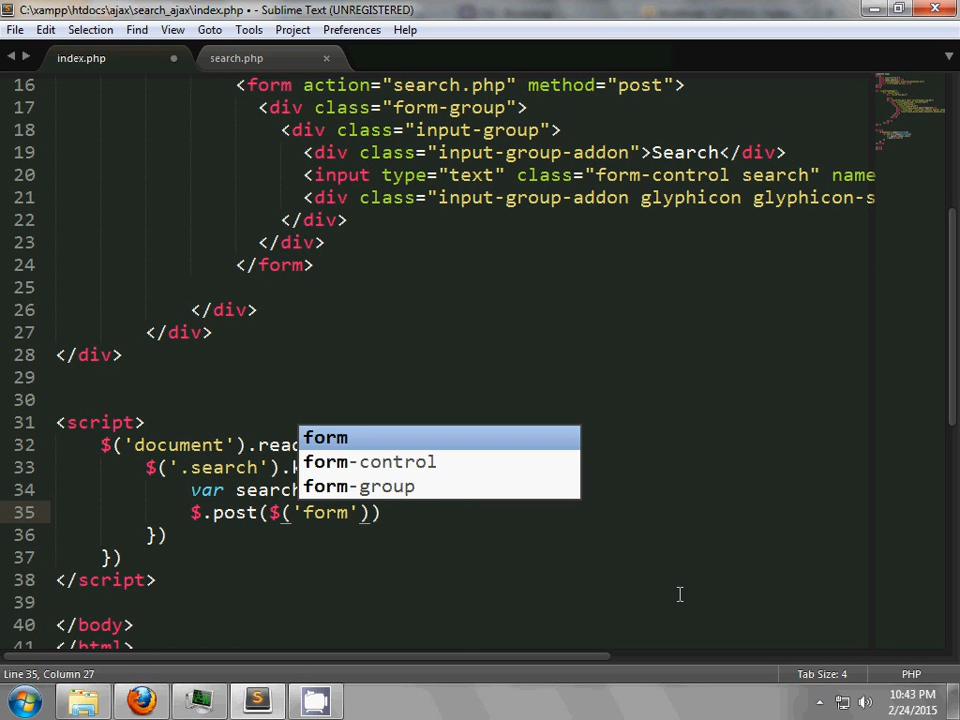 C:\xampp\htdocs\ajax\search_ajax\index.php • - Sublime Text (UNREGISTERED)
File Edit Selection Find View Goto Tools Project Preferences Help
index.php search.php
16 <form action="search.php" method="post">
17 <div class="form-group">
18 <div class="input-group">
19 <div class="input-group-addon">Search</div>
20 <input type="text" class="form-control search" name
21 <div class="input-group-addon glyphicon glyphicon-s
22 </div>
23 </div>
24 </form>
25
26 </div>
27 </div>
28 </div>
29
30
31 <script>
form
32 $('document').read
form-control
33 $('.search').k
form-group
34 var search
35 $.post($('form'))
36 })
37 })
38 </script>
39
40 </body>
41 </html>
Line 35, Column 27 Tab Size: 4 PHP
10:43 PM
2/24/2015